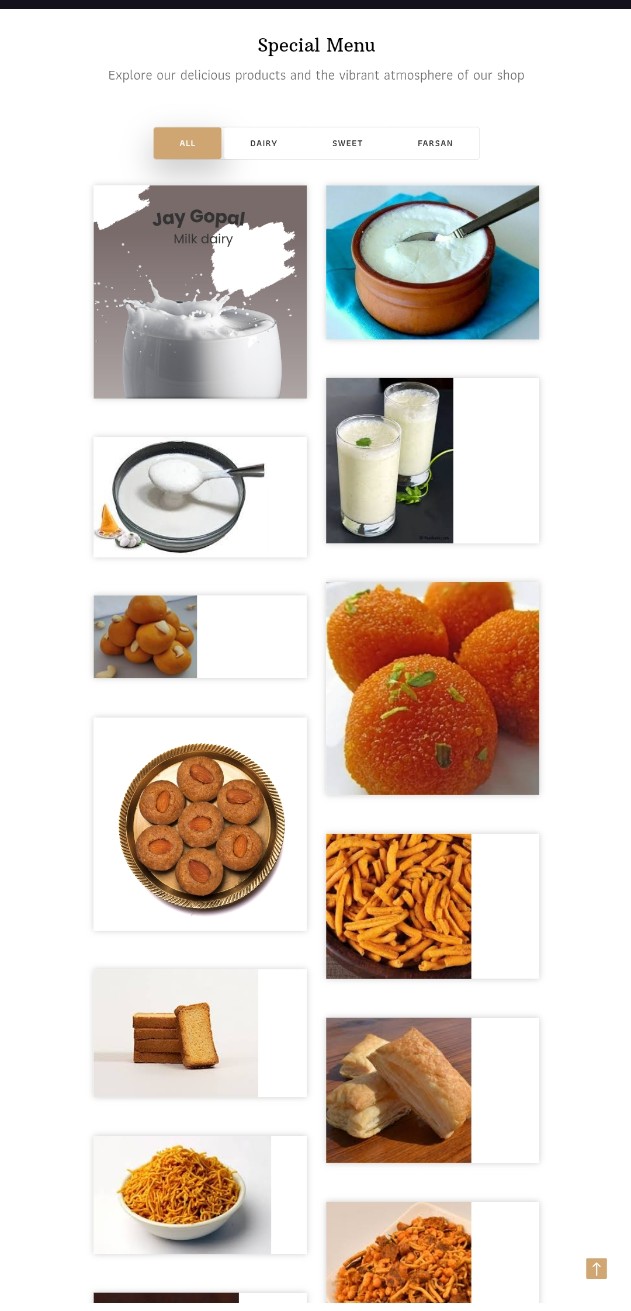 Special Menu
Explore our delicious products and the vibrant atmosphere of our shop
ALL
DAIRY
SWEET
FARSAN
Jay Gopal
Milk dairy